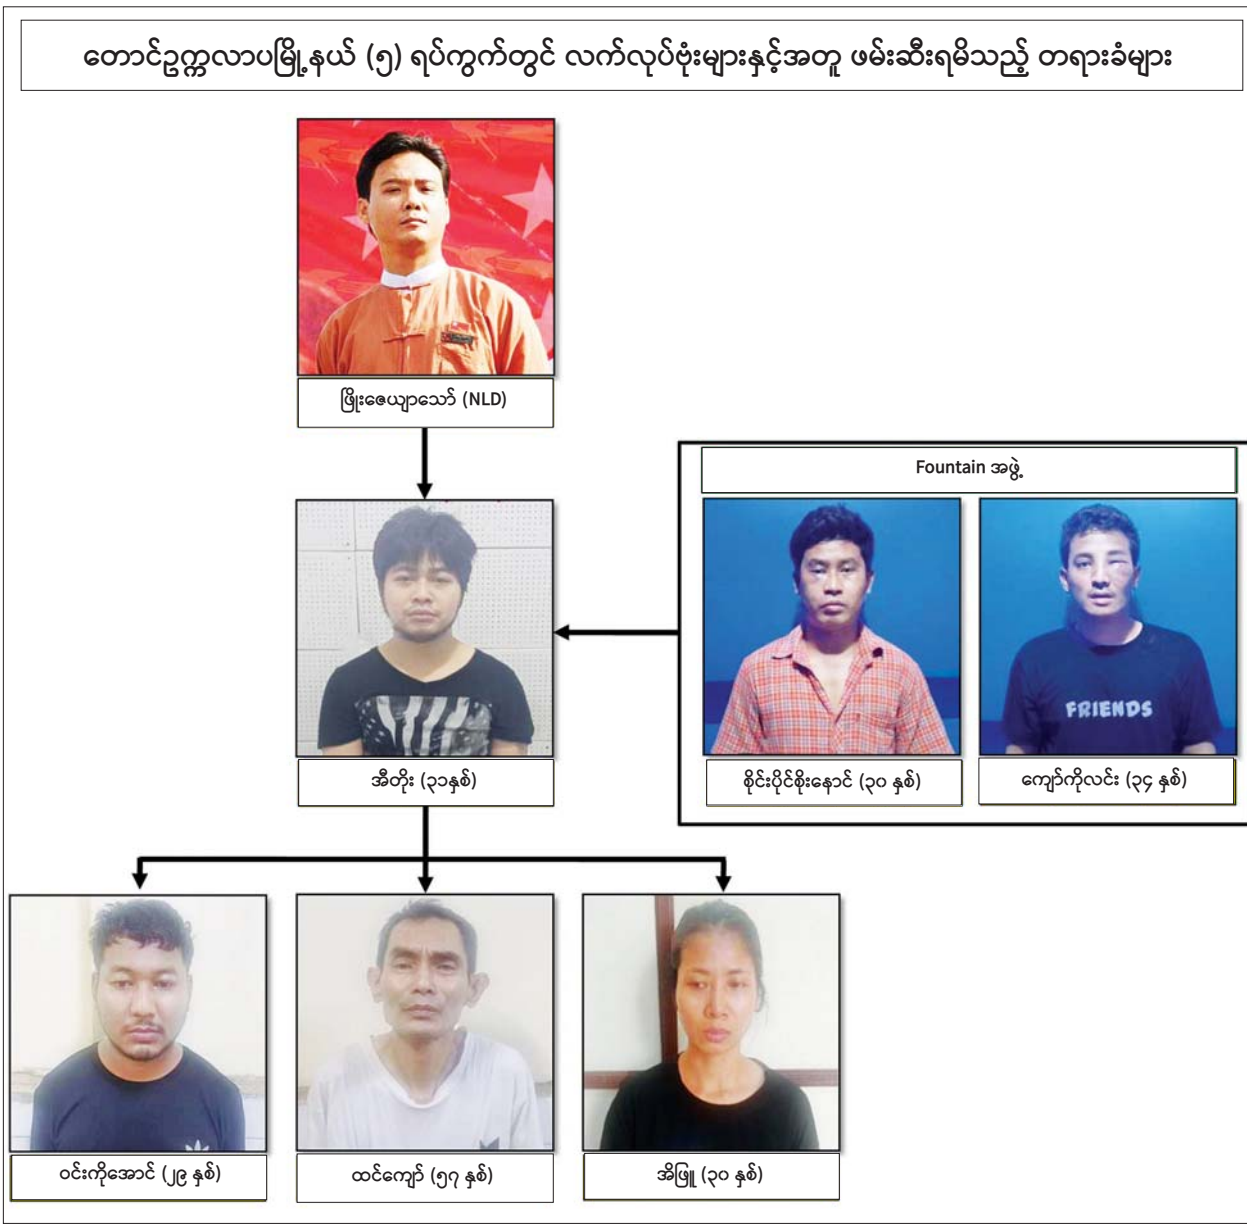 တောင်ဥက္ကလာပမြို့နယ် (၅) ရပ်ကွက်တွင် လက်လုပ်ဗုံးများနှင့်အတူ ဖမ်းဆီးရမိသည့် တရားခံများ
ဖြိုးဇေယျာသော် (NLD)
Fountain အဖွဲ့
FRIENDS
အီတိုး (၃၁နှစ်)
စိုင်းပိုင်စိုးနောင် (၃၀ နှစ်)
ကျော်ကိုလင်း (၃၄ နှစ်)
ဝင်းကိုအောင် (၂၉ နှစ်)
ထင်ကျော် (၅၇ နှစ်)
အိဖြူ (၃၀ နှစ်)